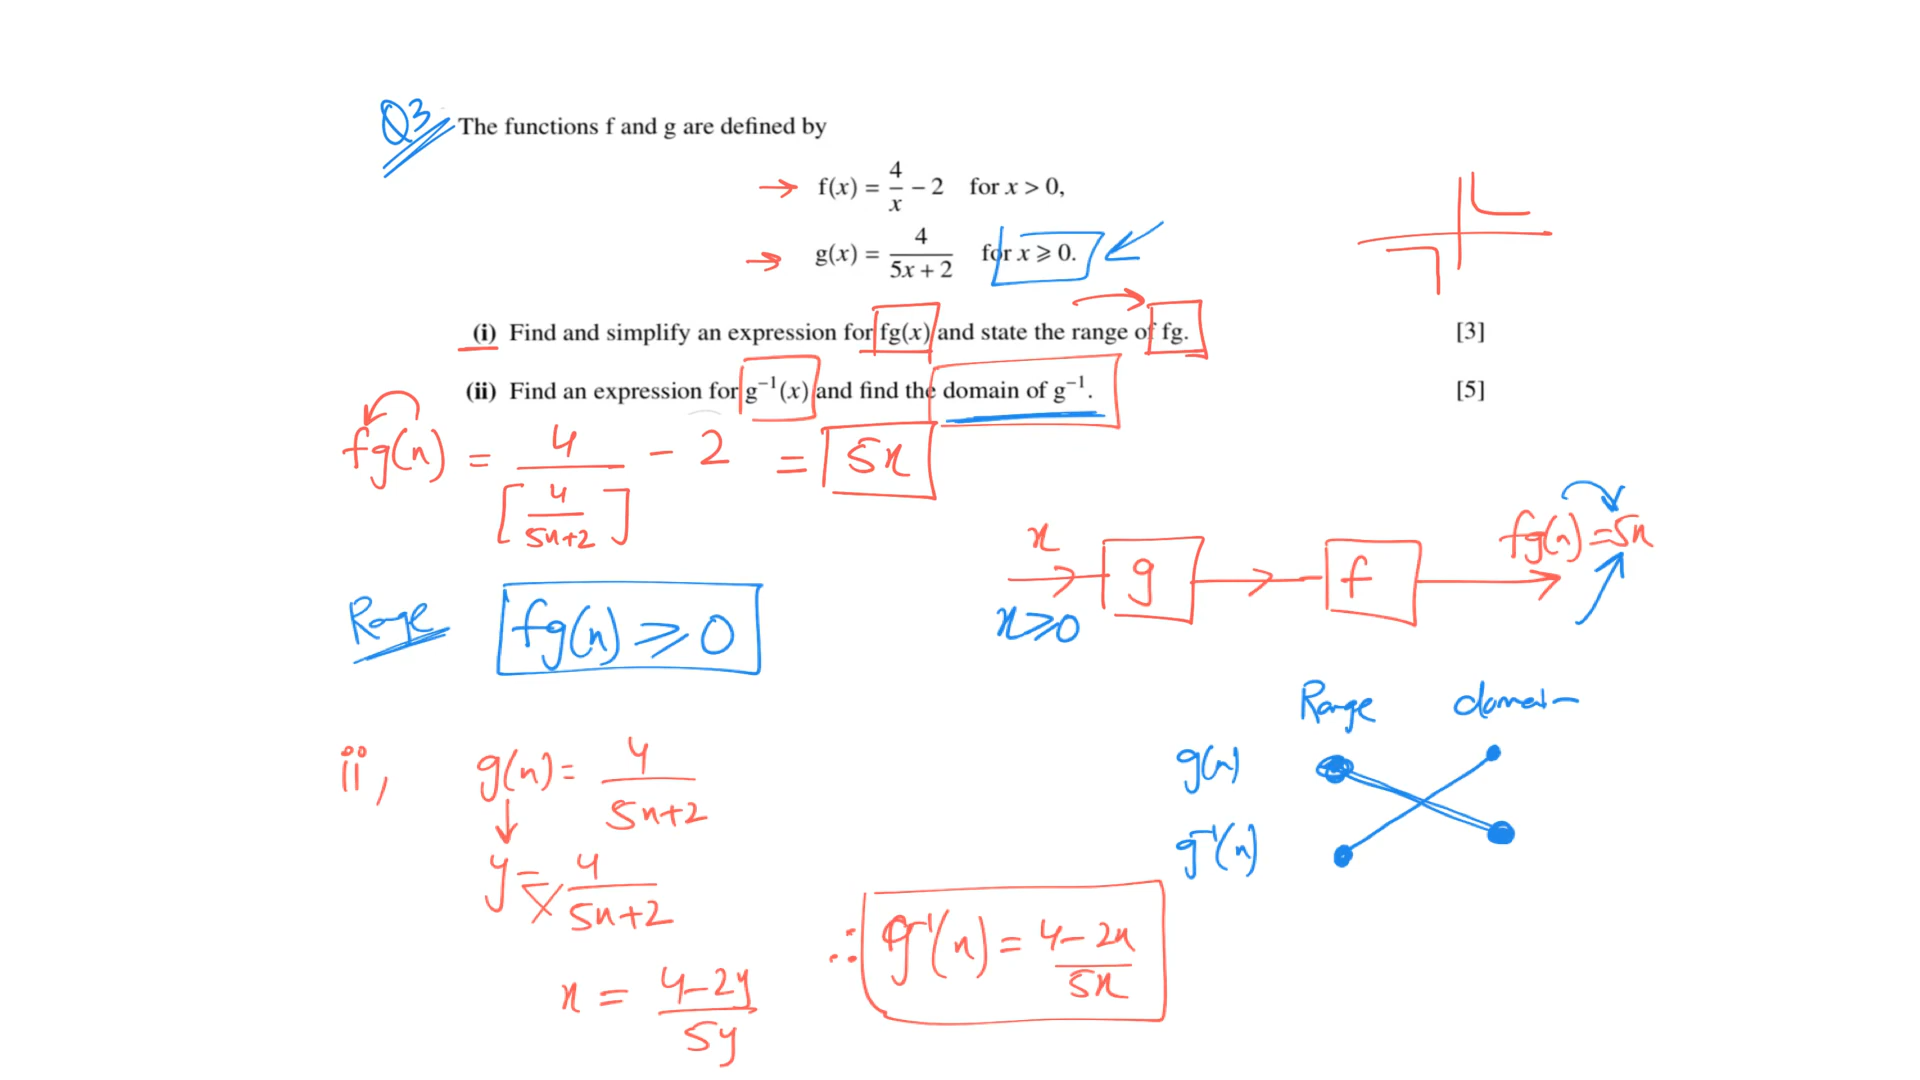 Q3 The functions f and g are defined by
→ f(x) = 4/x − 2 for x > 0,
→ g(x) = 4/(5x + 2) for x ⩾ 0.
(i) Find and simplify an expression for fg(x) and state the range of fg. [3]
(ii) Find an expression for g⁻¹(x) and find the domain of g⁻¹. [5]
fg(x) = 4/[4/(5x+2)] − 2 = 5x
x
g
f
fg(x) = 5x
x ⩾ 0
Range fg(x) ⩾ 0
Range domain
g(x)
g⁻¹(x)
ii, g(x) = 4/(5x+2)
y = 4/(5x+2)
x = (4−2y)/5y
∴ g⁻¹(x) = (4−2x)/5x